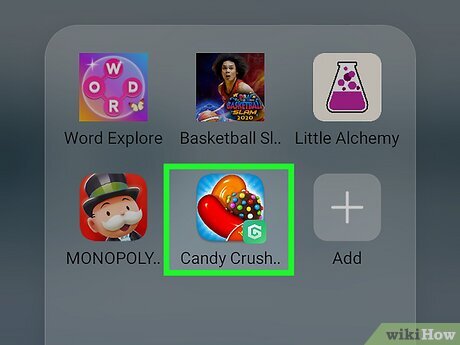 W
O R
D
BASKETBALL
SLAM
2020
Word Explore
Basketball Sl..
Little Alchemy
MONOPOLY..
G
Candy Crush..
Add
wikiHow